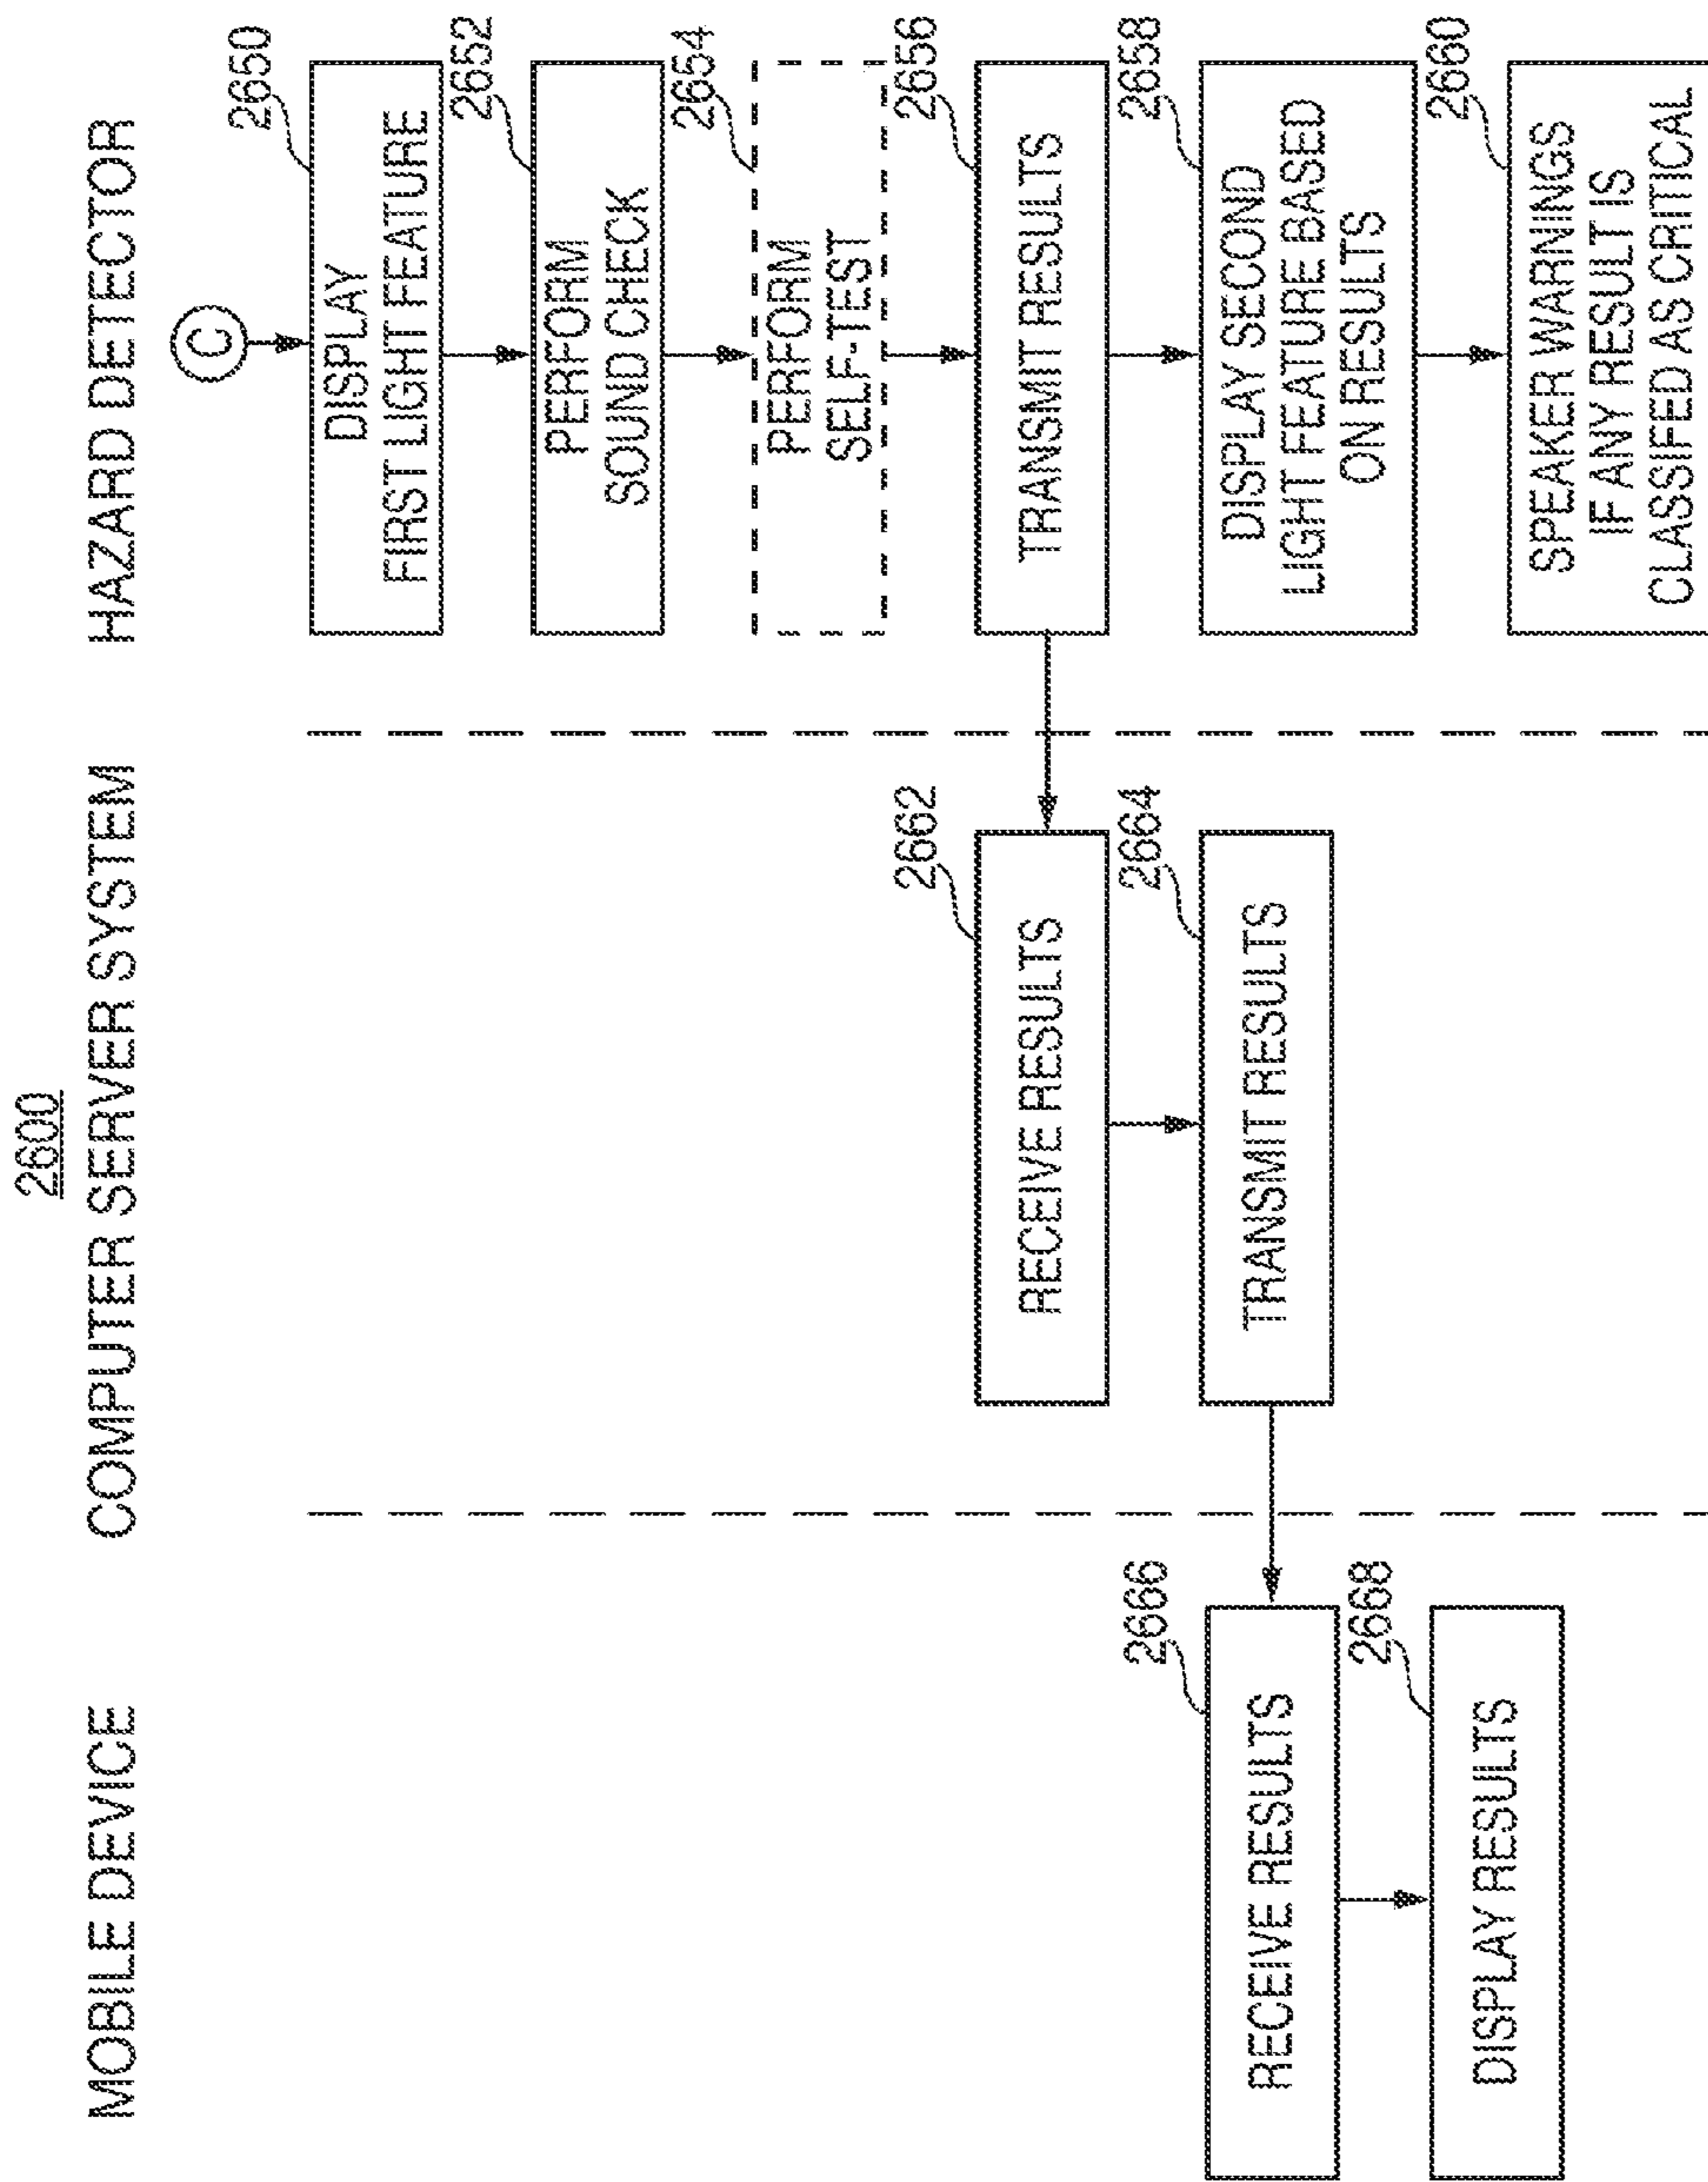 2600
MOBILE DEVICE
COMPUTER SERVER SYSTEM
HAZARD DETECTOR
C
2650
DISPLAY
FIRST LIGHT FEATURE
2652
PERFORM
SOUND CHECK
2654
PERFORM
SELF-TEST
2656
TRANSMIT RESULTS
2658
DISPLAY SECOND
LIGHT FEATURE BASED
ON RESULTS
2660
SPEAKER WARNINGS
IF ANY RESULT IS
CLASSIFED AS CRITICAL
2662
RECEIVE RESULTS
2664
TRANSMIT RESULTS
2666
RECEIVE RESULTS
2668
DISPLAY RESULTS